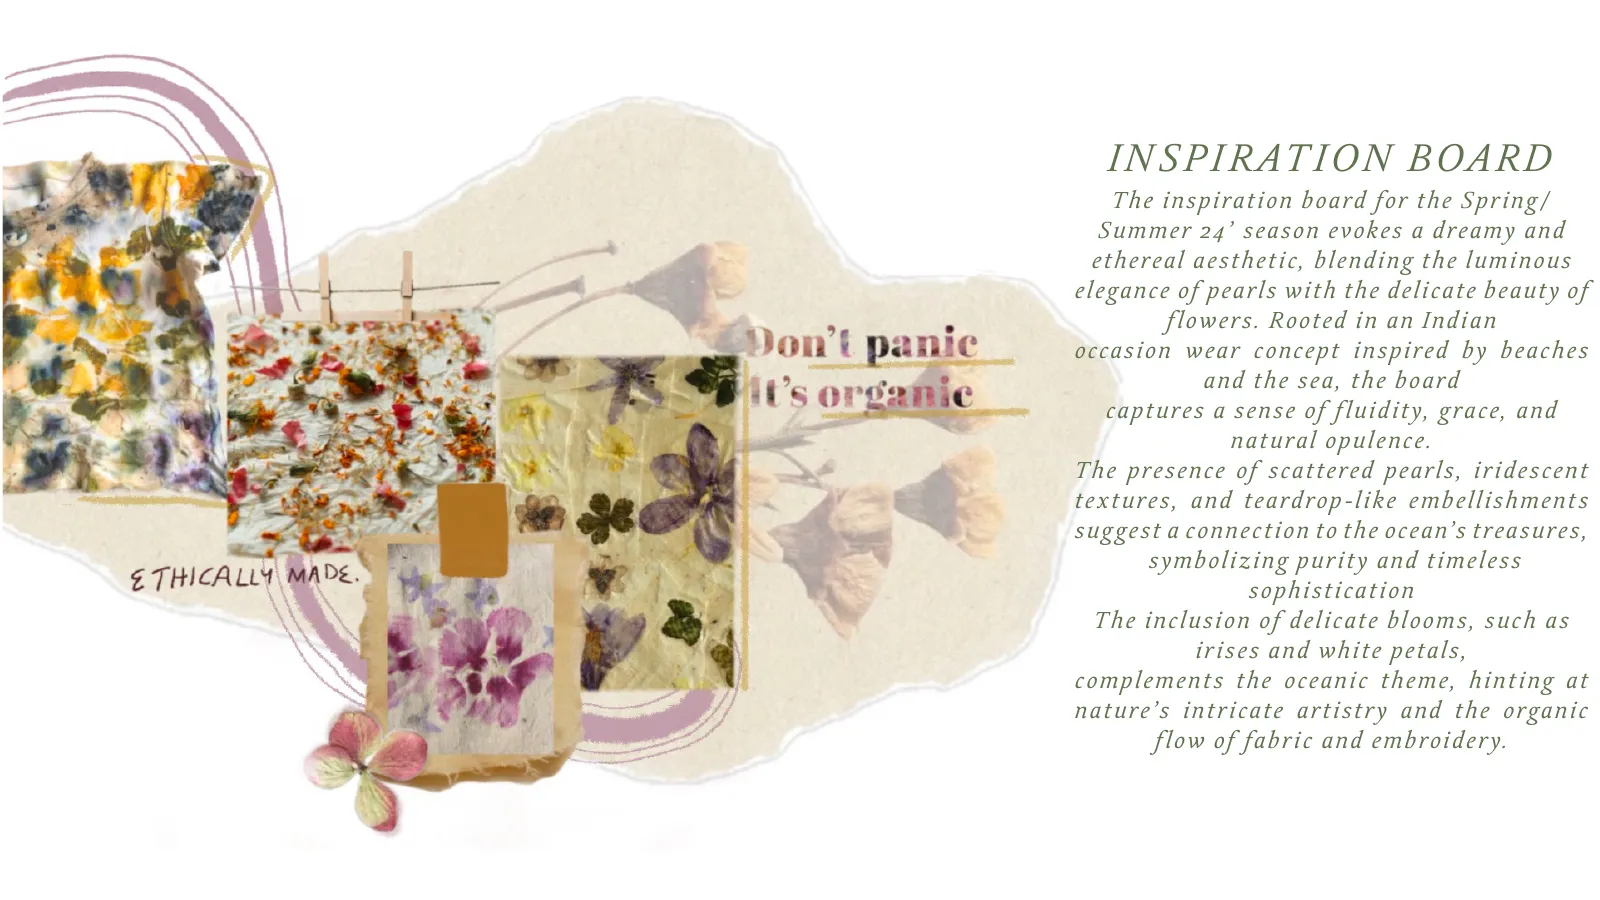 Don't panic
It's organic
ETHICALLY MADE.
INSPIRATION BOARD
The inspiration board for the Spring/
Summer 24’ season evokes a dreamy and
ethereal aesthetic, blending the luminous
elegance of pearls with the delicate beauty of
flowers. Rooted in an Indian
occasion wear concept inspired by beaches
and the sea, the board
captures a sense of fluidity, grace, and
natural opulence.
The presence of scattered pearls, iridescent
textures, and teardrop-like embellishments
suggest a connection to the ocean’s treasures,
symbolizing purity and timeless
sophistication
The inclusion of delicate blooms, such as
irises and white petals,
complements the oceanic theme, hinting at
nature’s intricate artistry and the organic
flow of fabric and embroidery.